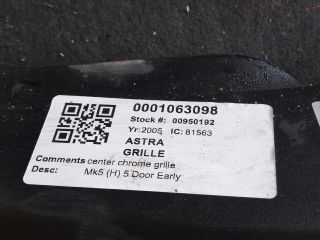 0001063098
Stock #: 00950192
Yr: 2005 IC: 81563
ASTRA
GRILLE
Comments center chrome grille
Desc: Mk5 (H) 5 Door Early